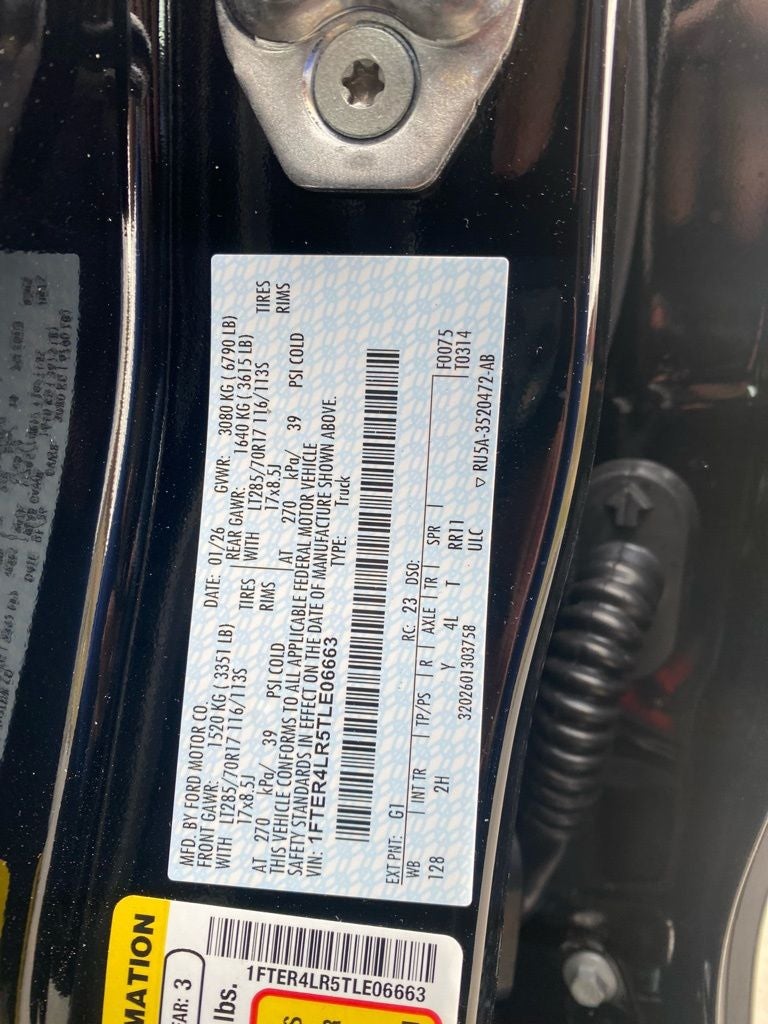 MFD. BY FORD MOTOR CO.
DATE: 01/26 GVWR: 3080 KG (6790 LB)
FRONT GAWR: 1520 KG (3351 LB)
REAR GAWR: 1640 KG (3615 LB)
WITH LT285/70R17 116/113S TIRES
WITH LT285/70R17 116/113S TIRES
17x8.5J RIMS
17x8.5J RIMS
AT 270 kPa/ 39 PSI COLD
AT 270 kPa/ 39 PSI COLD
THIS VEHICLE CONFORMS TO ALL APPLICABLE FEDERAL MOTOR VEHICLE
SAFETY STANDARDS IN EFFECT ON THE DATE OF MANUFACTURE SHOWN ABOVE.
VIN: 1FTER4LR5TLE06663
TYPE: Truck
EXT PNT: G1 RC: 23 DSO: F0075
WB INT TR TP/PS R AXLE TR SPR T0314
128 2H Y 4L T RR11
3202601303758 ULC ▽ RU5A-3520472-AB
MATION
EAR: 3
lbs.
1FTER4LR5TLE06663